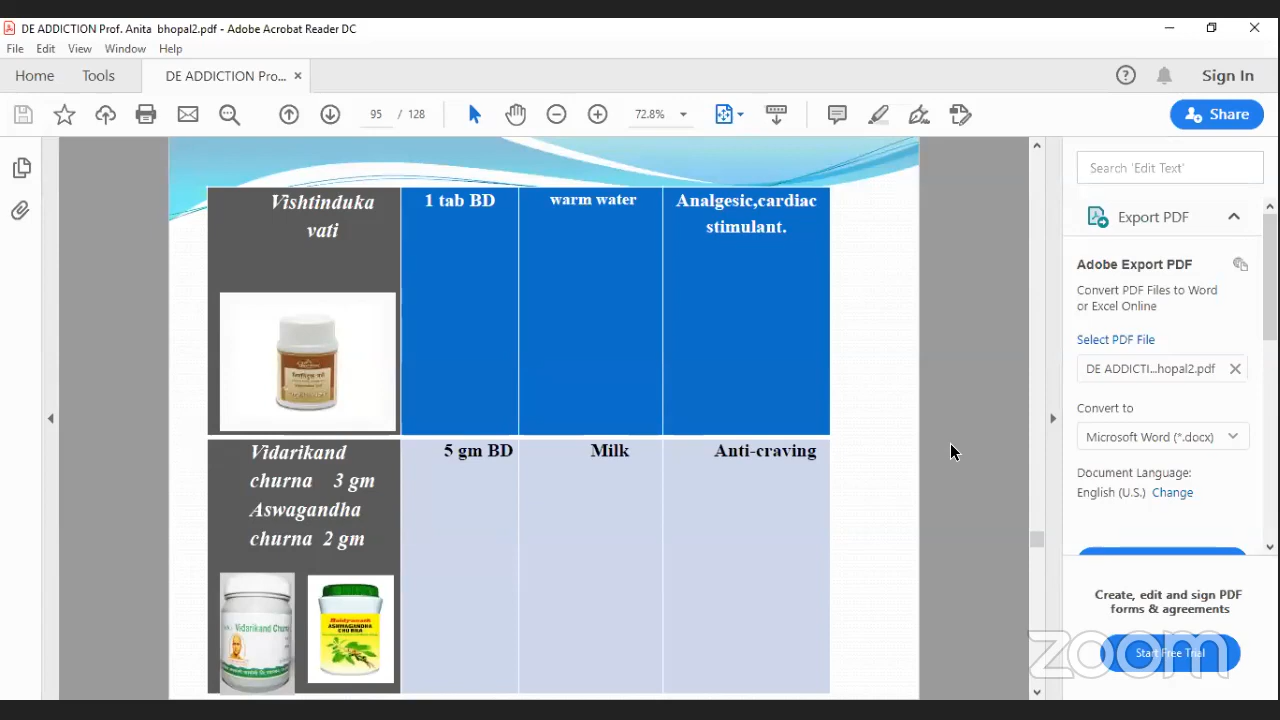 DE ADDICTION Prof. Anita bhopal2.pdf - Adobe Acrobat Reader DC
File Edit View Window Help
Home Tools DE ADDICTION Pro... × Sign In
95 / 128 72.8% Share
Search 'Edit Text'
Export PDF
Adobe Export PDF
Convert PDF Files to Word
or Excel Online
Select PDF File
DE ADDICTI...hopal2.pdf
Convert to
Microsoft Word (*.docx)
Document Language:
English (U.S.) Change
Create, edit and sign PDF
forms & agreements
Start Free Trial
zoom
Vishtinduka
vati
1 tab BD
warm water
Analgesic,cardiac
stimulant.
Vidarikand
churna 3 gm
Aswagandha
churna 2 gm
5 gm BD
Milk
Anti-craving
Vidarikand Churna
Baidyanath
ASHWAGANDHA
CHURNA